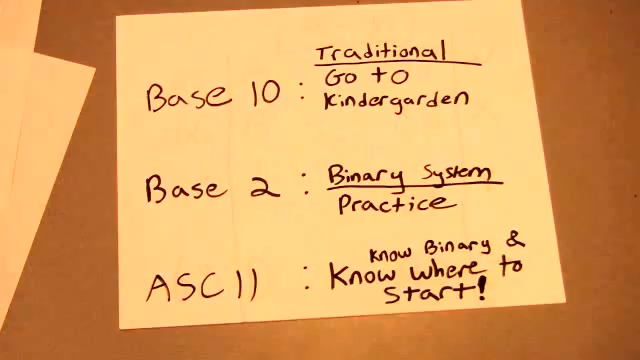 Traditional
Base 10 : Go to
Kindergarden
Base 2 : Binary System
Practice
Know Binary &
ASCII : Know where to
Start!